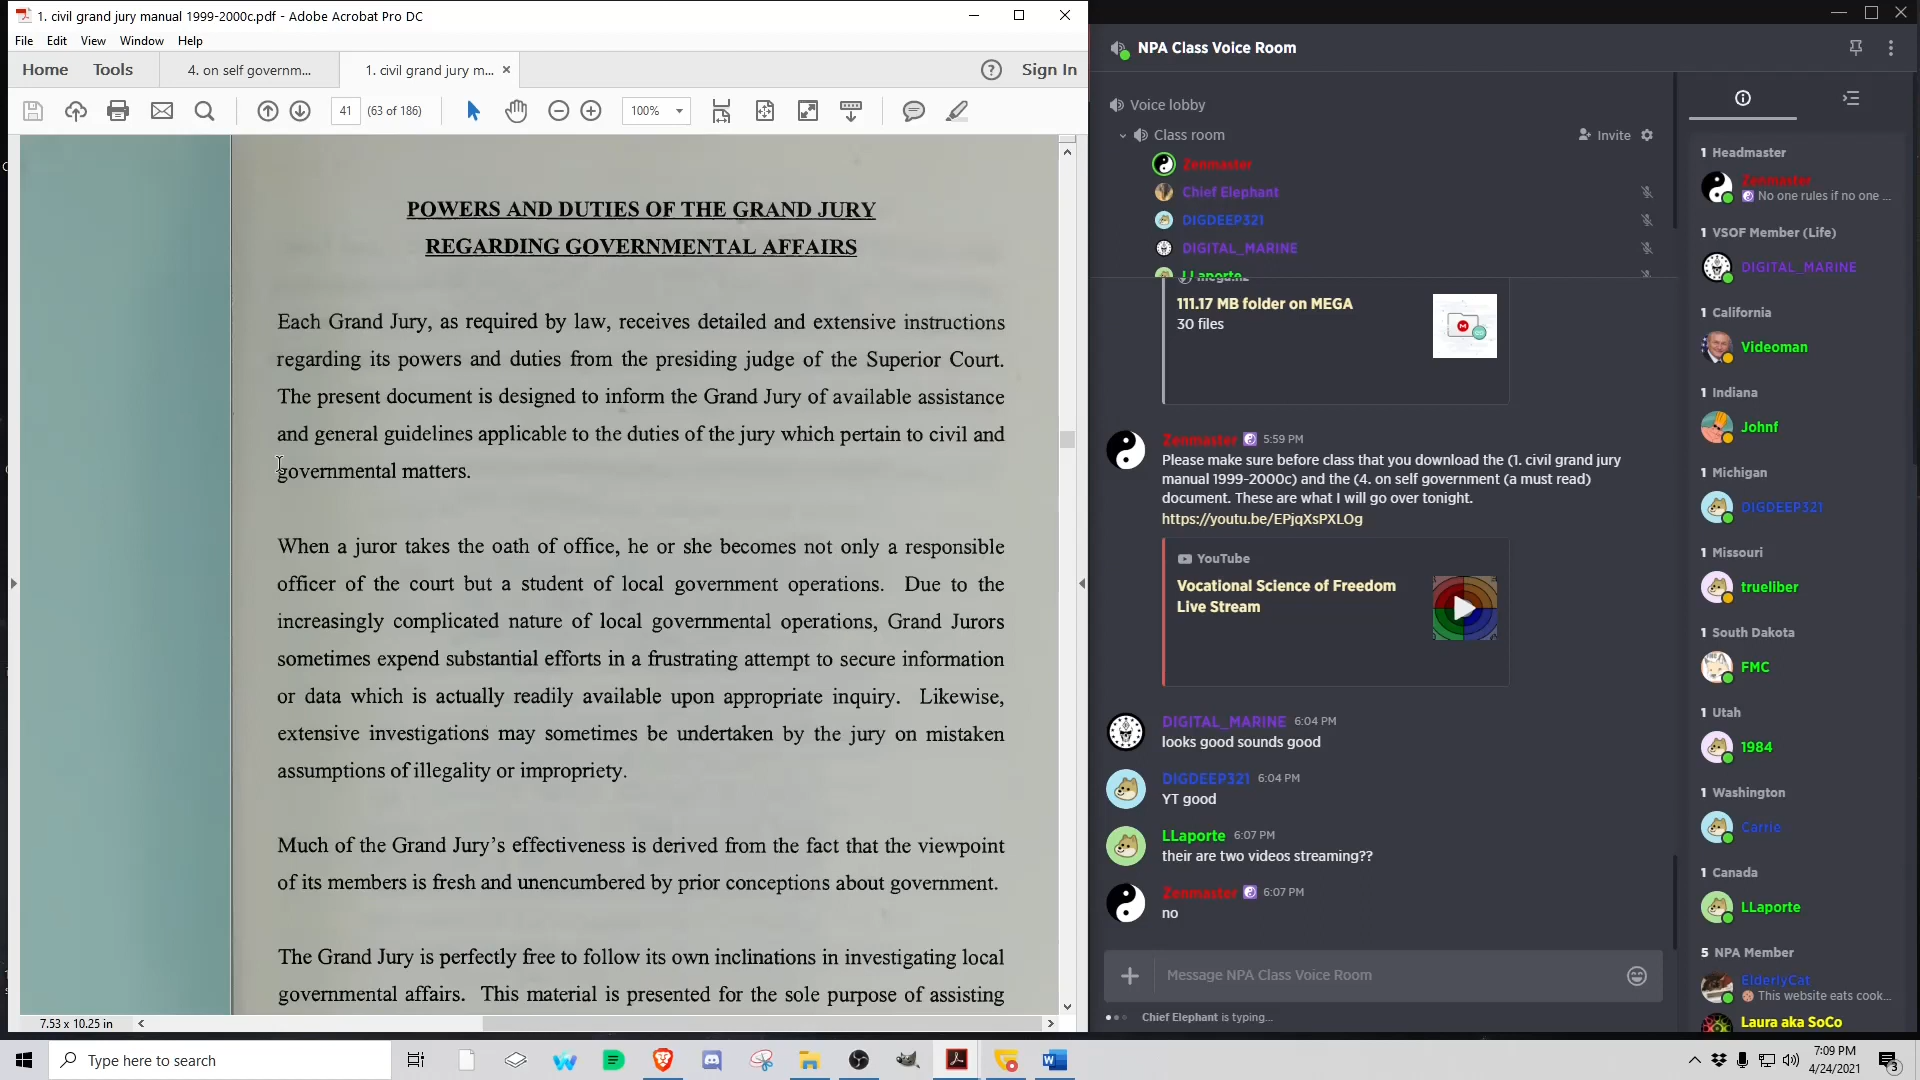 1. civil grand jury manual 1999-2000c.pdf - Adobe Acrobat Pro DC
File Edit View Window Help
Home Tools 4. on self governm... 1. civil grand jury m... × Sign In
41 (63 of 186) 100%
POWERS AND DUTIES OF THE GRAND JURY
REGARDING GOVERNMENTAL AFFAIRS
Each Grand Jury, as required by law, receives detailed and extensive instructions
regarding its powers and duties from the presiding judge of the Superior Court.
The present document is designed to inform the Grand Jury of available assistance
and general guidelines applicable to the duties of the jury which pertain to civil and
governmental matters.
When a juror takes the oath of office, he or she becomes not only a responsible
officer of the court but a student of local government operations. Due to the
increasingly complicated nature of local governmental operations, Grand Jurors
sometimes expend substantial efforts in a frustrating attempt to secure information
or data which is actually readily available upon appropriate inquiry. Likewise,
extensive investigations may sometimes be undertaken by the jury on mistaken
assumptions of illegality or impropriety.
Much of the Grand Jury's effectiveness is derived from the fact that the viewpoint
of its members is fresh and unencumbered by prior conceptions about government.
The Grand Jury is perfectly free to follow its own inclinations in investigating local
governmental affairs. This material is presented for the sole purpose of assisting
7.53 x 10.25 in
NPA Class Voice Room
Voice lobby
Class room Invite
Zenmaster
Chief Elephant
DIGDEEP321
DIGITAL_MARINE
LLaporte
mega.nz
111.17 MB folder on MEGA
30 files
Zenmaster 5:59 PM
Please make sure before class that you download the (1. civil grand jury
manual 1999-2000c) and the (4. on self government (a must read)
document. These are what I will go over tonight.
https://youtu.be/EPjqXsPXLOg
YouTube
Vocational Science of Freedom
Live Stream
DIGITAL_MARINE 6:04 PM
looks good sounds good
DIGDEEP321 6:04 PM
YT good
LLaporte 6:07 PM
their are two videos streaming??
Zenmaster 6:07 PM
no
Message NPA Class Voice Room
Chief Elephant is typing...
1 Headmaster
Zenmaster
No one rules if no one ...
1 VSOF Member (Life)
DIGITAL_MARINE
1 California
Videoman
1 Indiana
Johnf
1 Michigan
DIGDEEP321
1 Missouri
trueliber
1 South Dakota
FMC
1 Utah
1984
1 Washington
Carrie
1 Canada
LLaporte
5 NPA Member
ElderlyCat
This website eats cook...
Laura aka SoCo
Type here to search
7:09 PM
4/24/2021
3